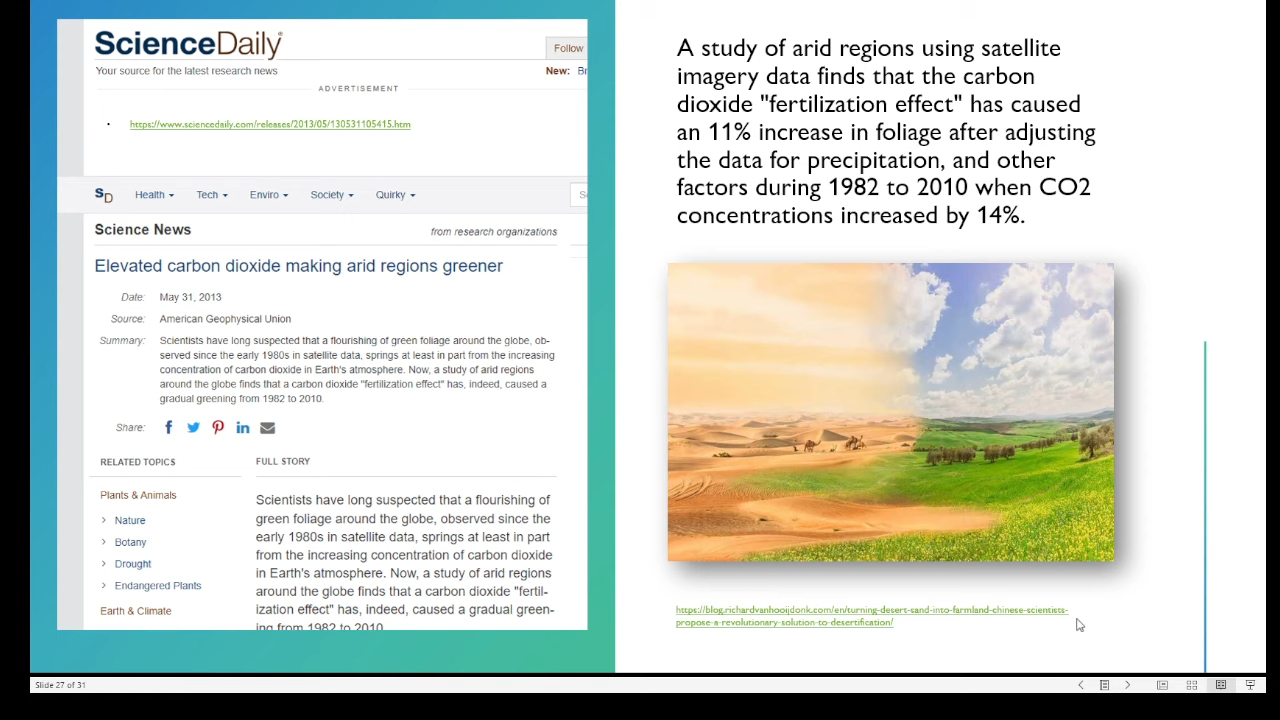 ScienceDaily
Your source for the latest research news
Follow
New: Br
ADVERTISEMENT
• https://www.sciencedaily.com/releases/2013/05/130531105415.htm
SD Health Tech Enviro Society Quirky
Science News
from research organizations
Elevated carbon dioxide making arid regions greener
Date: May 31, 2013
Source: American Geophysical Union
Summary: Scientists have long suspected that a flourishing of green foliage around the globe, ob-
served since the early 1980s in satellite data, springs at least in part from the increasing
concentration of carbon dioxide in Earth's atmosphere. Now, a study of arid regions
around the globe finds that a carbon dioxide "fertilization effect" has, indeed, caused a
gradual greening from 1982 to 2010.
Share:
RELATED TOPICS
Plants & Animals
> Nature
> Botany
> Drought
> Endangered Plants
Earth & Climate
FULL STORY
Scientists have long suspected that a flourishing of
green foliage around the globe, observed since the
early 1980s in satellite data, springs at least in part
from the increasing concentration of carbon dioxide
in Earth's atmosphere. Now, a study of arid regions
around the globe finds that a carbon dioxide "fertil-
ization effect" has, indeed, caused a gradual green-
ing from 1982 to 2010.
A study of arid regions using satellite
imagery data finds that the carbon
dioxide "fertilization effect" has caused
an 11% increase in foliage after adjusting
the data for precipitation, and other
factors during 1982 to 2010 when CO2
concentrations increased by 14%.
https://blog.richardvanhooijdonk.com/en/turning-desert-sand-into-farmland-chinese-scientists-
propose-a-revolutionary-solution-to-desertification/
Slide 27 of 31